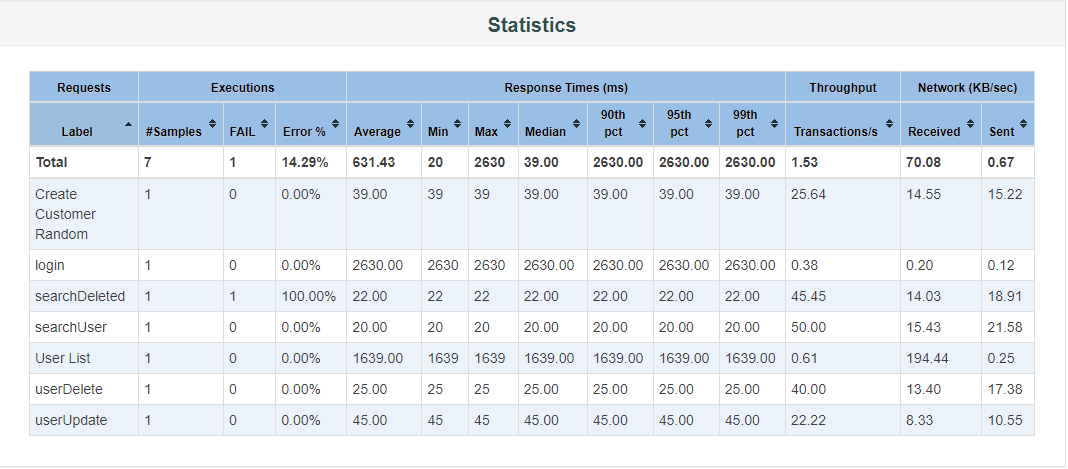 Statistics
Requests Executions Response Times (ms) Throughput Network (KB/sec)
Label #Samples FAIL Error % Average Min Max Median 90th pct 95th pct 99th pct Transactions/s Received Sent
Total 7 1 14.29% 631.43 20 2630 39.00 2630.00 2630.00 2630.00 1.53 70.08 0.67
Create Customer Random 1 0 0.00% 39.00 39 39 39.00 39.00 39.00 39.00 25.64 14.55 15.22
login 1 0 0.00% 2630.00 2630 2630 2630.00 2630.00 2630.00 2630.00 0.38 0.20 0.12
searchDeleted 1 1 100.00% 22.00 22 22 22.00 22.00 22.00 22.00 45.45 14.03 18.91
searchUser 1 0 0.00% 20.00 20 20 20.00 20.00 20.00 20.00 50.00 15.43 21.58
User List 1 0 0.00% 1639.00 1639 1639 1639.00 1639.00 1639.00 1639.00 0.61 194.44 0.25
userDelete 1 0 0.00% 25.00 25 25 25.00 25.00 25.00 25.00 40.00 13.40 17.38
userUpdate 1 0 0.00% 45.00 45 45 45.00 45.00 45.00 45.00 22.22 8.33 10.55